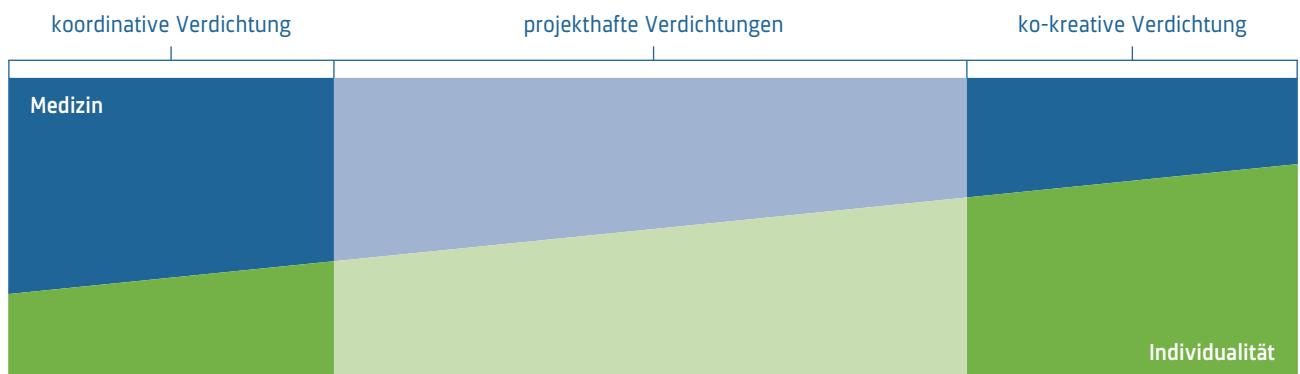 koordinative Verdichtung
projekthafte Verdichtungen
ko-kreative Verdichtung
Medizin
Individualität